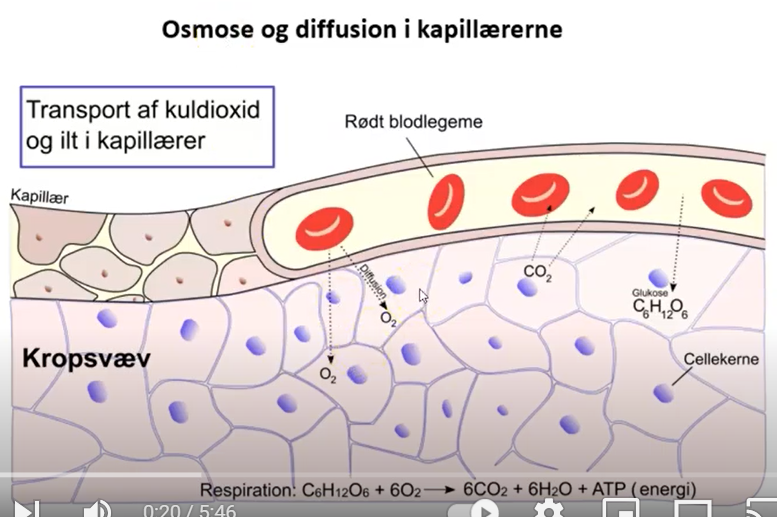 Osmose og diffusion i kapillærerne
Transport af kuldioxid
og ilt i kapillærer
Rødt blodlegeme
Kapillær
Diffusion
CO₂
Glukose
C₆H₁₂O₆
O₂
Kropsvæv
Cellekerne
O₂
Respiration: C₆H₁₂O₆ + 6O₂ → 6CO₂ + 6H₂O + ATP (energi)
0:20 / 5:46